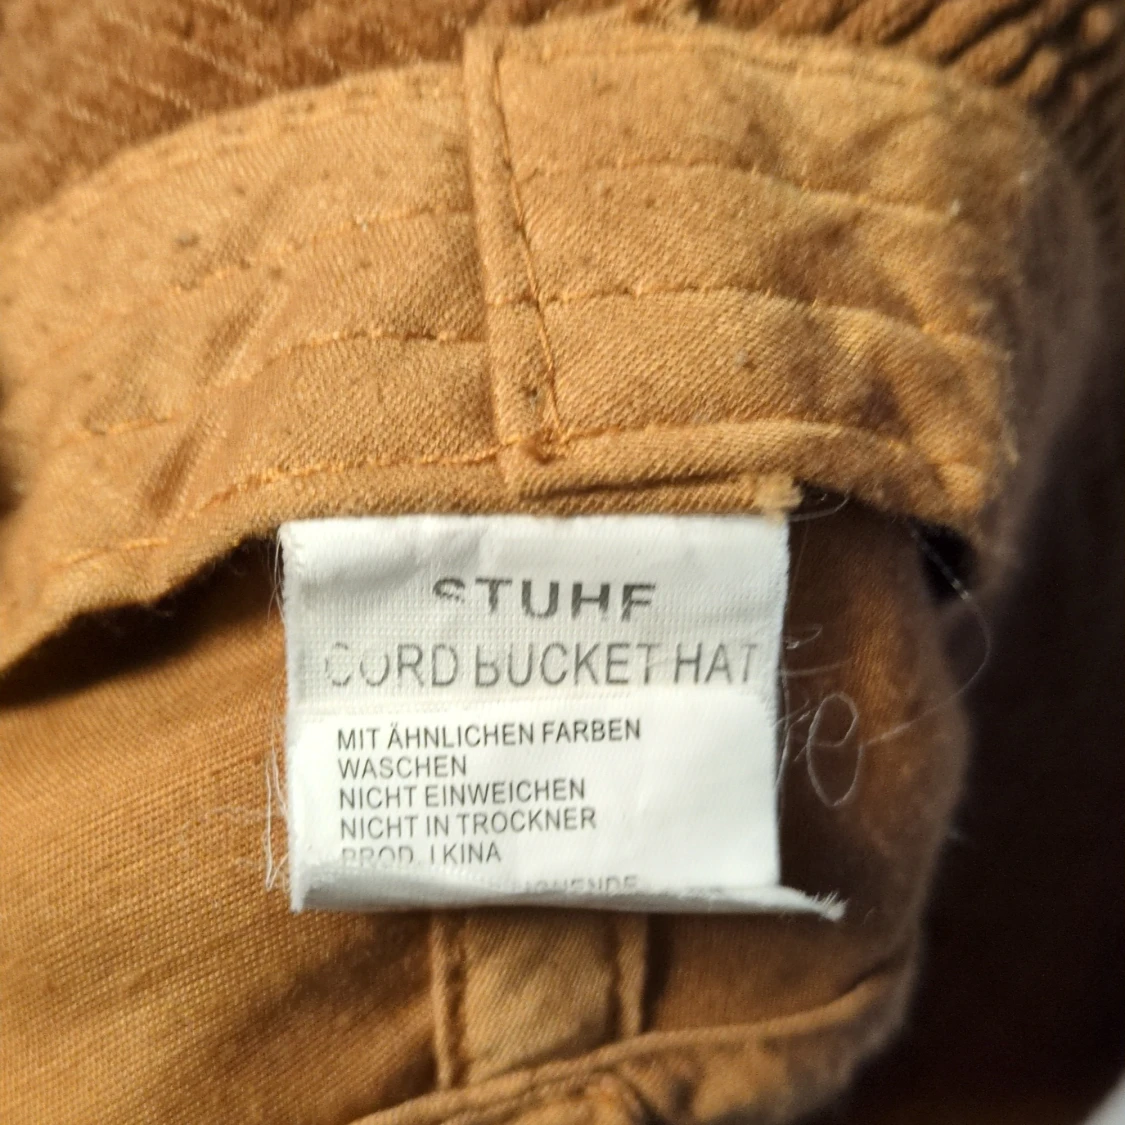 STUHF
CORD BUCKET HAT
MIT ÄHNLICHEN FARBEN
WASCHEN
NICHT EINWEICHEN
NICHT IN TROCKNER
PROD. I KINA